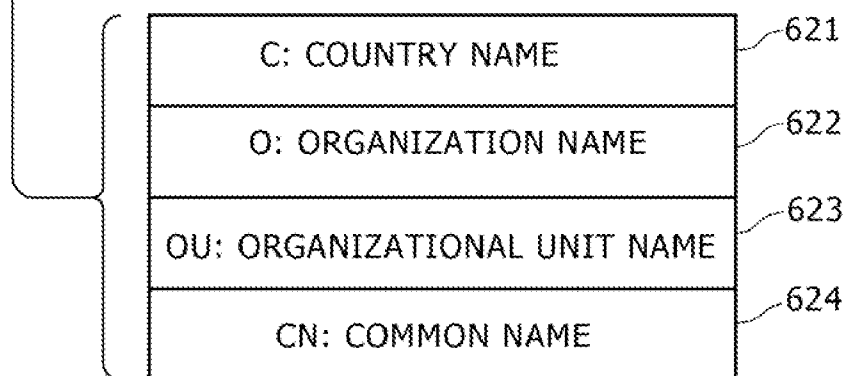 C: COUNTRY NAME 621
O: ORGANIZATION NAME 622
OU: ORGANIZATIONAL UNIT NAME 623
CN: COMMON NAME 624